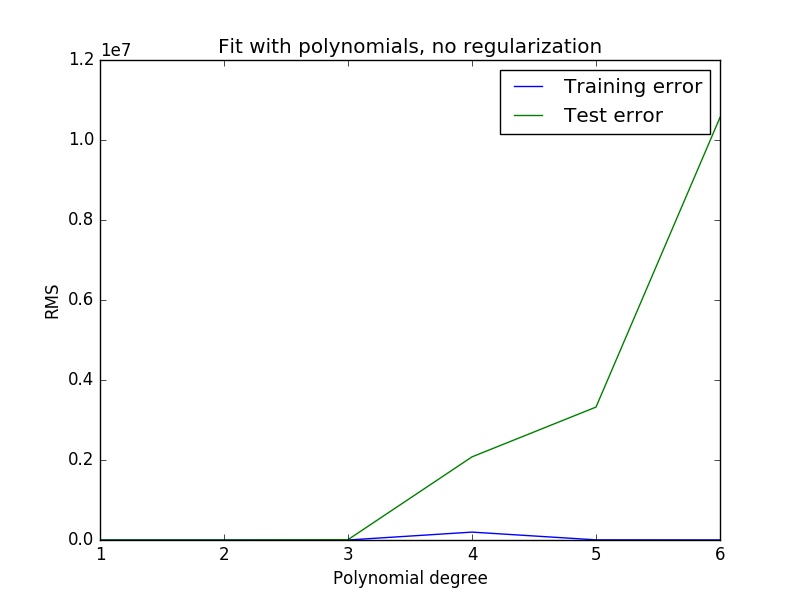 Fit with polynomials, no regularization
1e7
1.2
1.0
0.8
0.6
0.4
0.2
0.0
RMS
Training error
Test error
1 2 3 4 5 6
Polynomial degree